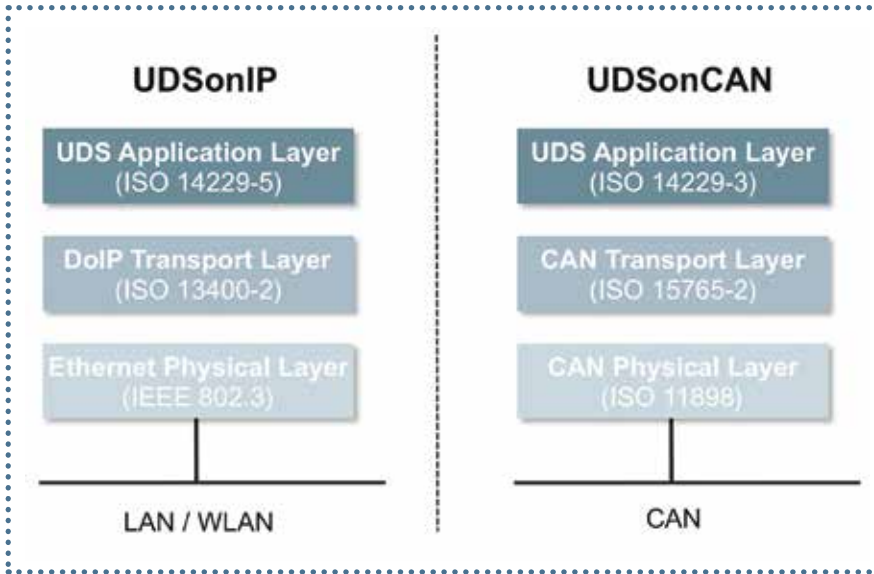 UDSonIP
UDS Application Layer
(ISO 14229-5)
DoIP Transport Layer
(ISO 13400-2)
Ethernet Physical Layer
(IEEE 802.3)
LAN / WLAN
UDSonCAN
UDS Application Layer
(ISO 14229-3)
CAN Transport Layer
(ISO 15765-2)
CAN Physical Layer
(ISO 11898)
CAN